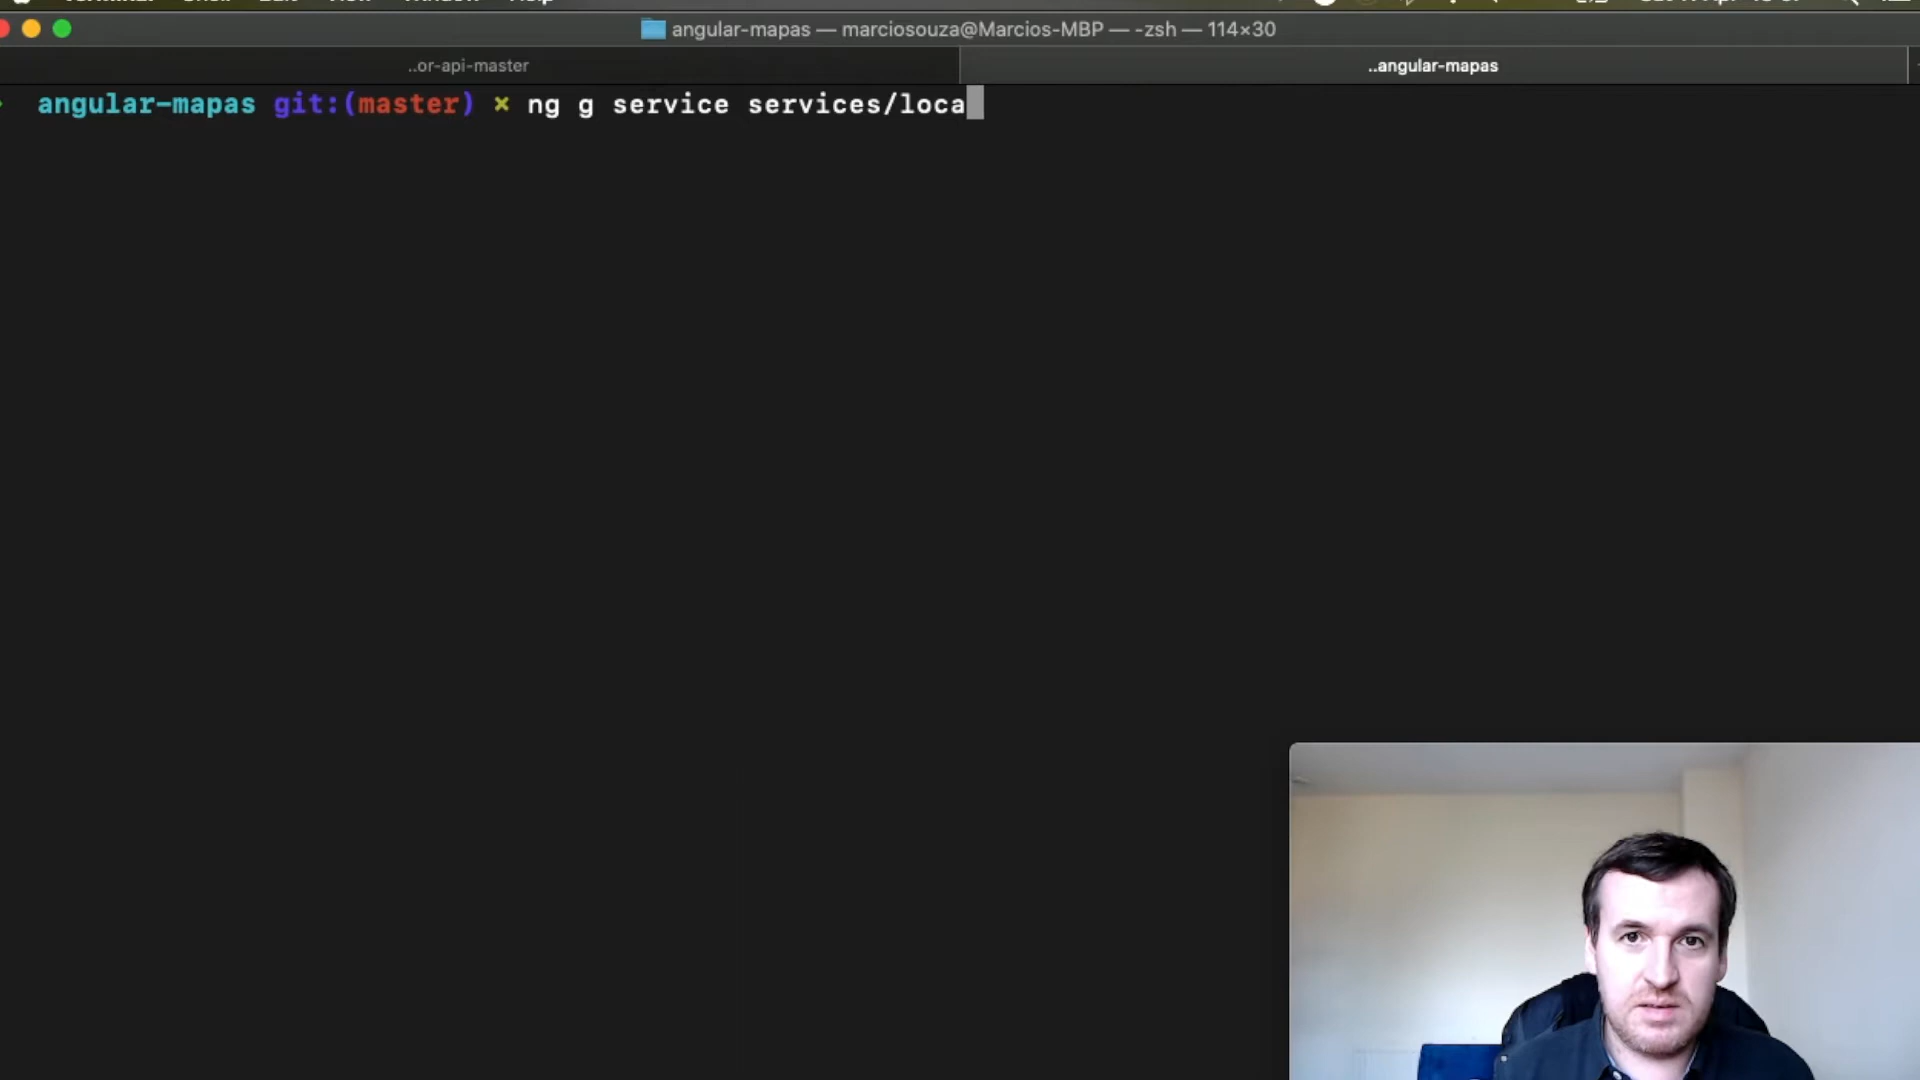 angular-mapas — marciosouza@Marcios-MBP — -zsh — 114×30
..or-api-master ..angular-mapas
angular-mapas git:(master) × ng g service services/loca